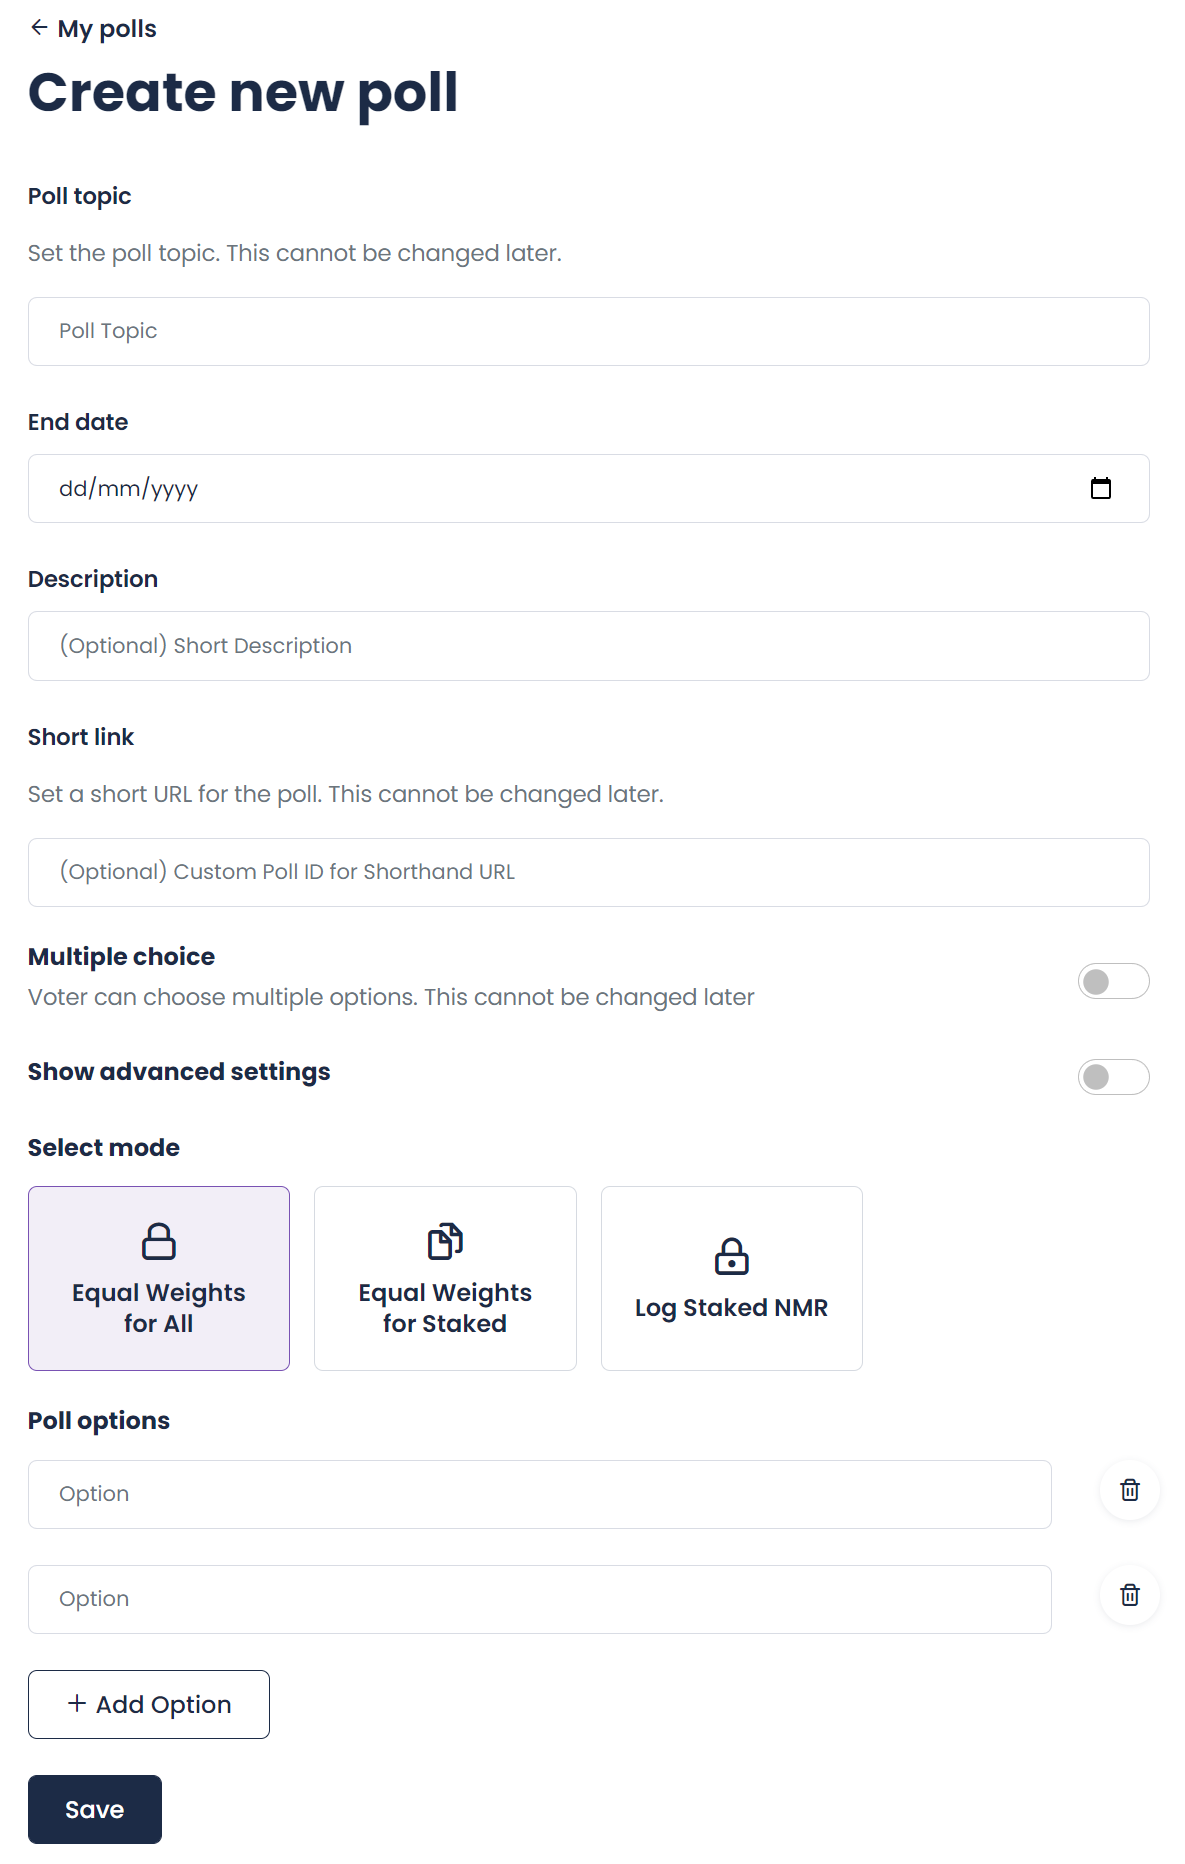 ← My polls
Create new poll
Poll topic
Set the poll topic. This cannot be changed later.
Poll Topic
End date
dd/mm/yyyy
Description
(Optional) Short Description
Short link
Set a short URL for the poll. This cannot be changed later.
(Optional) Custom Poll ID for Shorthand URL
Multiple choice
Voter can choose multiple options. This cannot be changed later
Show advanced settings
Select mode
Equal Weights
for All
Equal Weights
for Staked
Log Staked NMR
Poll options
Option
Option
+ Add Option
Save